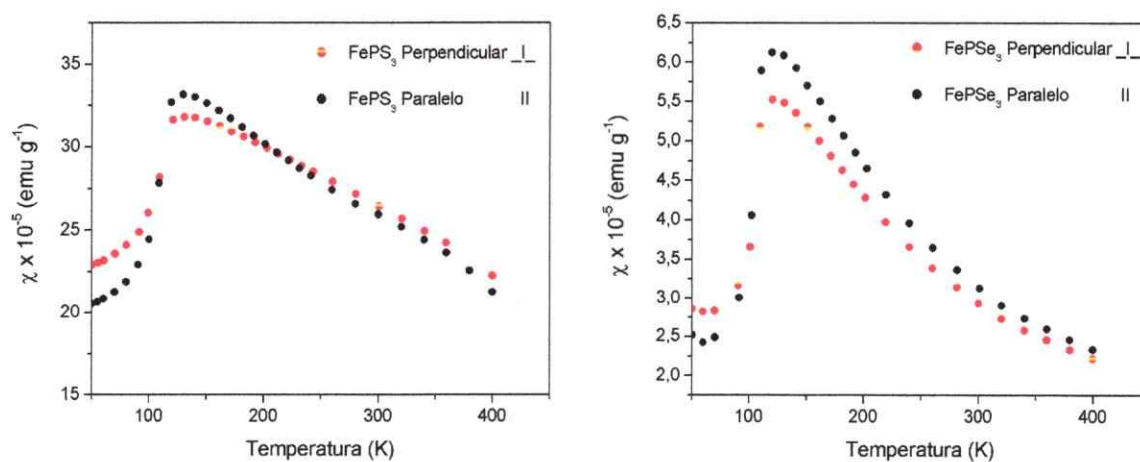 χ x 10⁻⁵ (emu g⁻¹)
35
30
25
20
15
100
200
300
400
Temperatura (K)
FePS₃ Perpendicular _I_
FePS₃ Paralelo II
χ x 10⁻⁵ (emu g⁻¹)
6,5
6,0
5,5
5,0
4,5
4,0
3,5
3,0
2,5
2,0
100
200
300
400
Temperatura (K)
FePSe₃ Perpendicular _I_
FePSe₃ Paralelo II